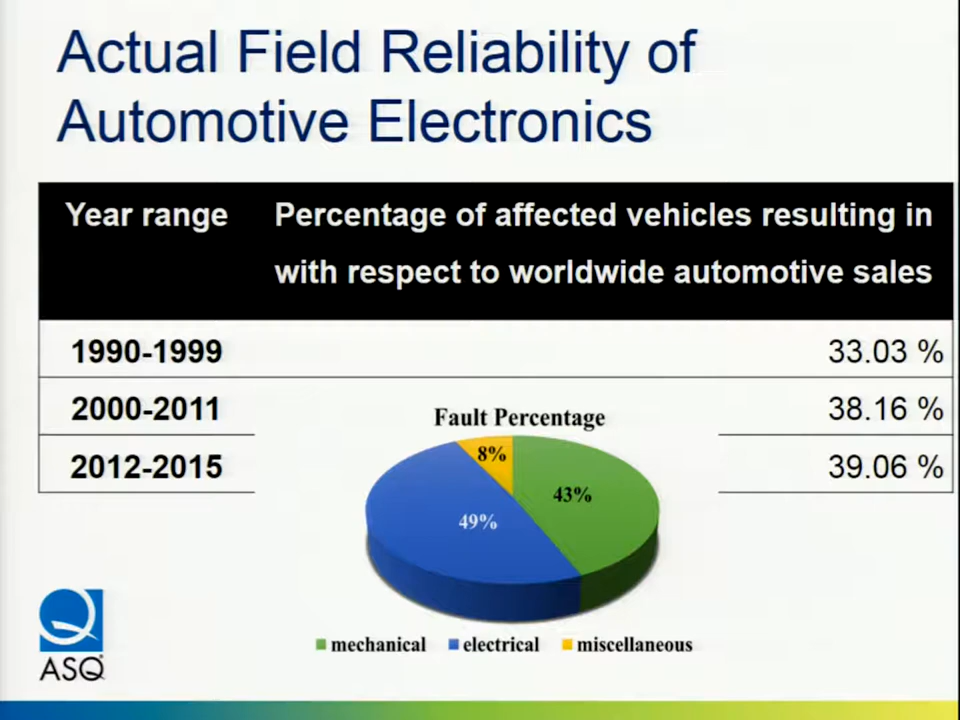 Actual Field Reliability of
Automotive Electronics
Year range
Percentage of affected vehicles resulting in
with respect to worldwide automotive sales
1990-1999 33.03 %
2000-2011 38.16 %
2012-2015 39.06 %
Fault Percentage
8%
43%
49%
mechanical electrical miscellaneous
ASQ